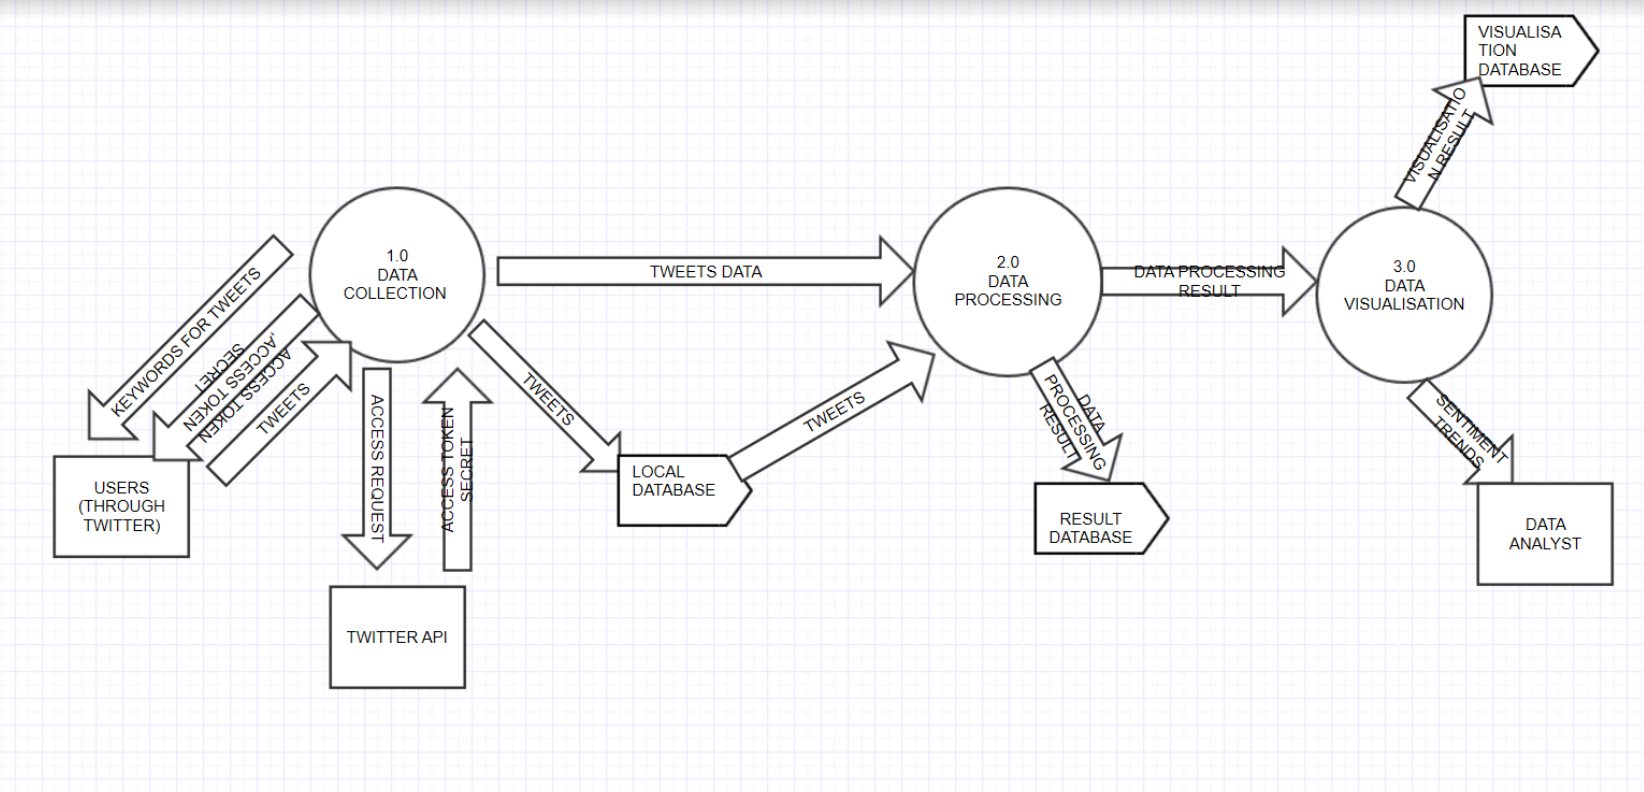 VISUALISA
TION
DATABASE
VISUALISATIO
N RESULT
1.0
DATA
COLLECTION
TWEETS DATA
2.0
DATA
PROCESSING
DATA PROCESSING
RESULT
3.0
DATA
VISUALISATION
KEYWORDS FOR TWEETS
ACCESS TOKEN
,ACCESS TOKEN
SECRET
TWEETS
ACCESS REQUEST
ACCESS TOKEN
SECRET
TWEETS
TWEETS
DATA
PROCESSING
RESULT
SENTIMENT
TRENDS
USERS
(THROUGH
TWITTER)
LOCAL
DATABASE
RESULT
DATABASE
DATA
ANALYST
TWITTER API